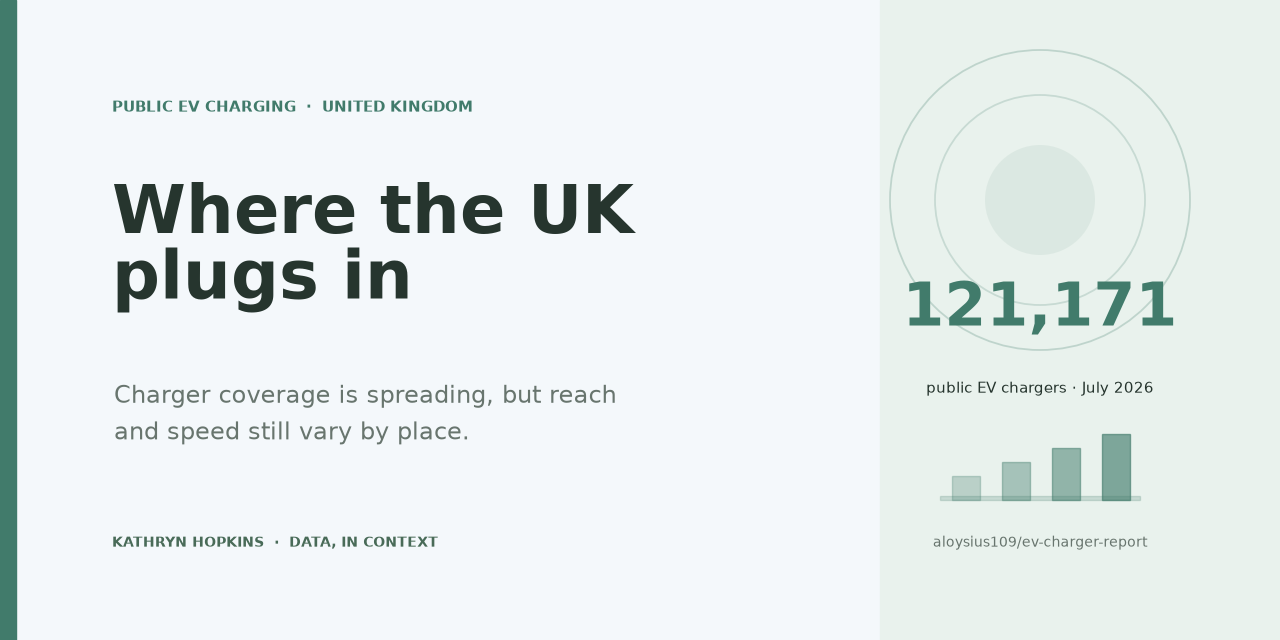 PUBLIC EV CHARGING · UNITED KINGDOM
Where the UK
plugs in
Charger coverage is spreading, but reach
and speed still vary by place.
KATHRYN HOPKINS · DATA, IN CONTEXT
121,171
public EV chargers · July 2026
aloysius109/ev-charger-report